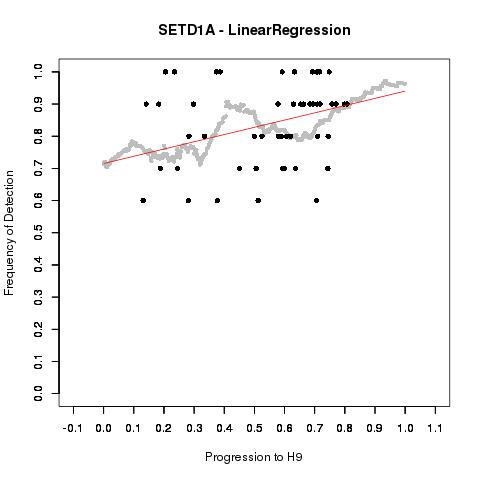 SETD1A - LinearRegression
Frequency of Detection
1.0
0.9
0.8
0.7
0.6
0.5
0.4
0.3
0.2
0.1
0.0
-0.1 0.0 0.1 0.2 0.3 0.4 0.5 0.6 0.7 0.8 0.9 1.0 1.1
Progression to H9